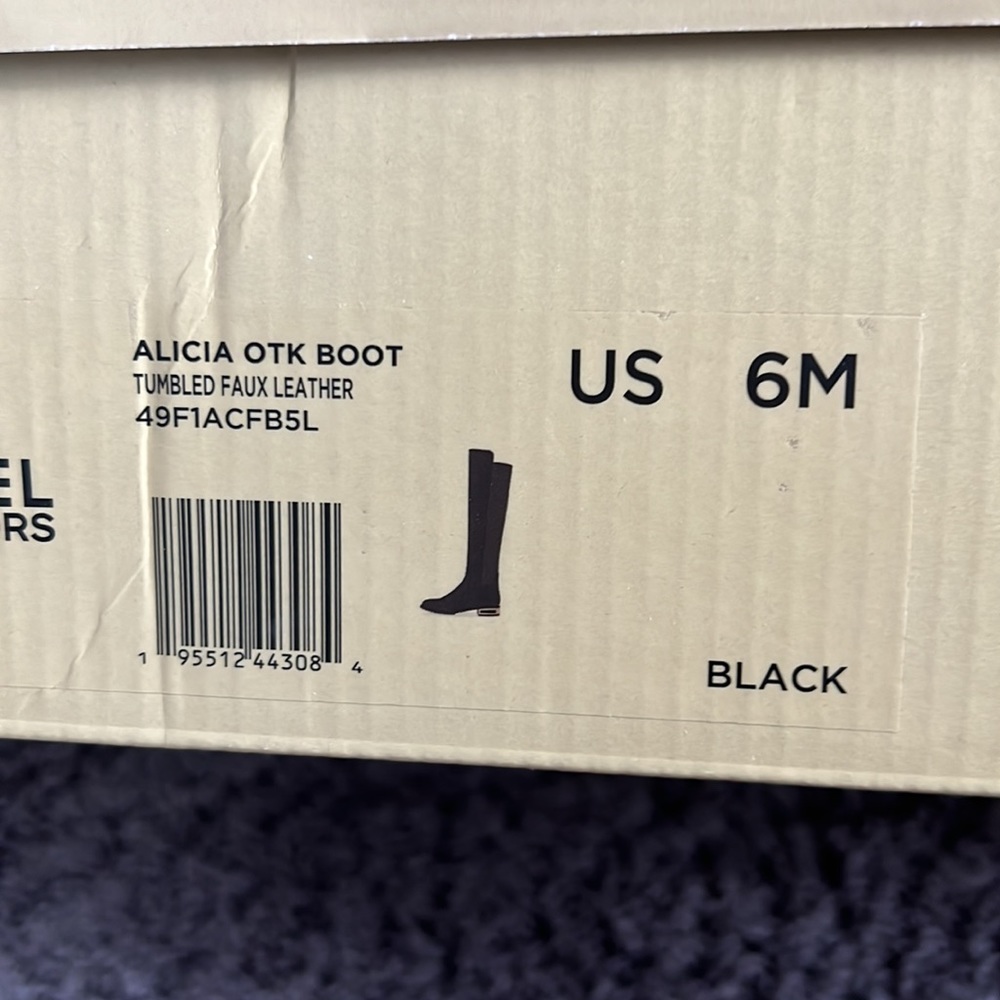 ALICIA OTK BOOT
TUMBLED FAUX LEATHER
49F1ACFB5L
US 6M
EL
RS
1 95512 44308 4
BLACK